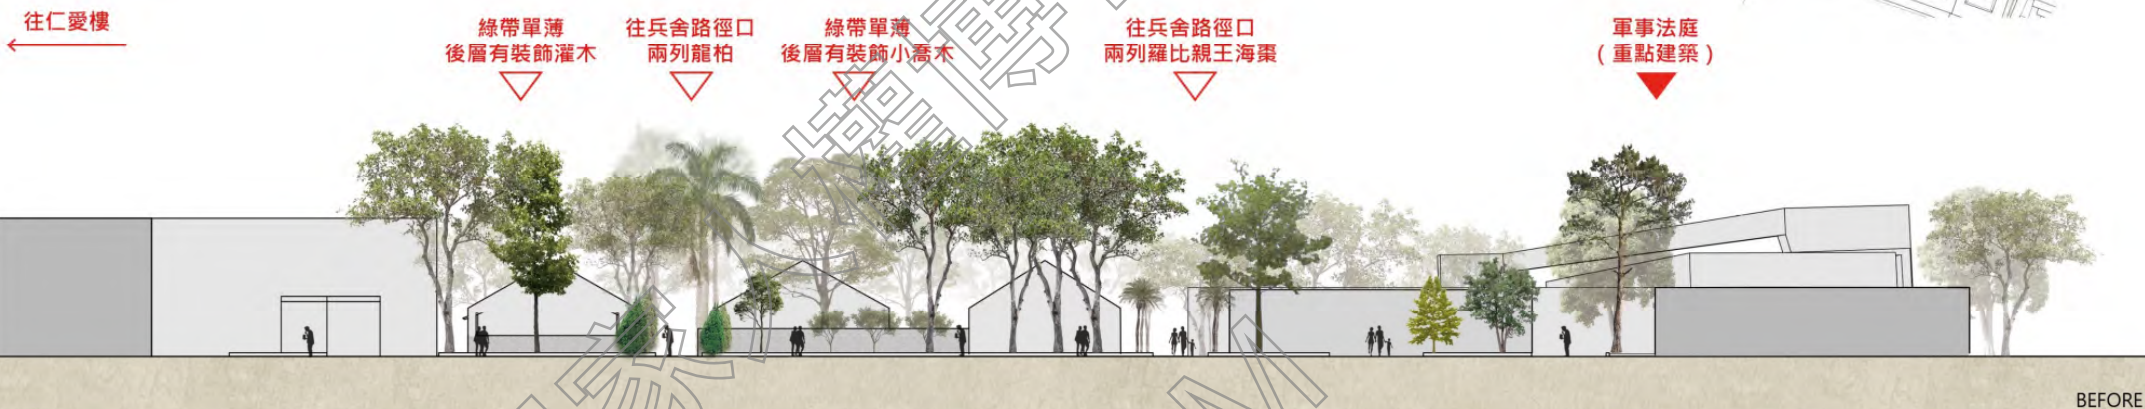 往仁愛樓
綠帶單薄
後層有裝飾灌木
往兵舍路徑口
兩列龍柏
綠帶單薄
後層有裝飾小喬木
往兵舍路徑口
兩列羅比親王海棗
軍事法庭
（重點建築）
BEFORE